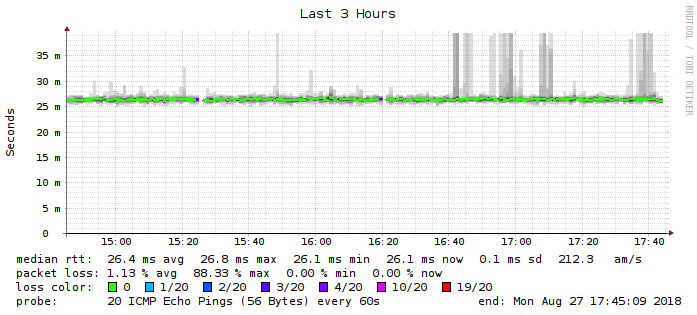 Last 3 Hours
RRDTOOL / TOBI OETIKER
Seconds
35 m
30 m
25 m
20 m
15 m
10 m
5 m
0
15:00 15:20 15:40 16:00 16:20 16:40 17:00 17:20 17:40
median rtt: 26.4 ms avg 26.8 ms max 26.1 ms min 26.1 ms now 0.1 ms sd 212.3 am/s
packet loss: 1.13 % avg 88.33 % max 0.00 % min 0.00 % now
loss color: 0 1/20 2/20 3/20 4/20 10/20 19/20
probe: 20 ICMP Echo Pings (56 Bytes) every 60s end: Mon Aug 27 17:45:09 2018